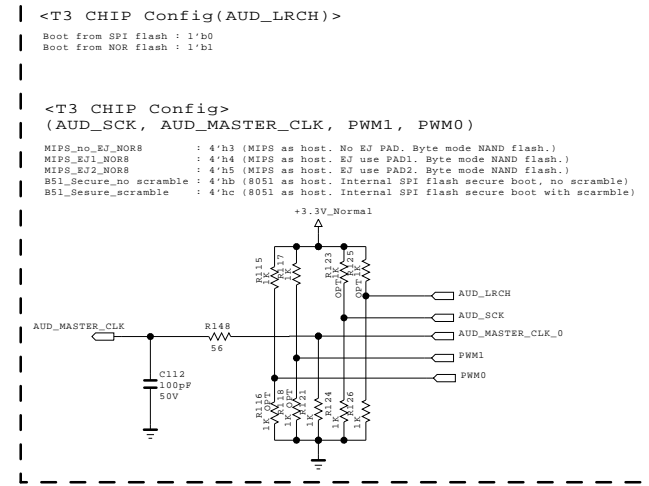 <T3 CHIP Config(AUD_LRCH)>
Boot from SPI flash : 1'b0
Boot from NOR flash : 1'b1
<T3 CHIP Config>
(AUD_SCK, AUD_MASTER_CLK, PWM1, PWM0)
MIPS_no_EJ_NOR8 : 4'h3 (MIPS as host. No EJ PAD. Byte mode NAND flash.)
MIPS_EJ1_NOR8 : 4'h4 (MIPS as host. EJ use PAD1. Byte mode NAND flash.)
MIPS_EJ2_NOR8 : 4'h5 (MIPS as host. EJ use PAD2. Byte mode NAND flash.)
B51_Secure_no scramble : 4'hb (8051 as host. Internal SPI flash secure boot, no scramble)
B51_Sesure_scramble : 4'hc (8051 as host. Internal SPI flash secure boot with scarmble)
+3.3V_Normal
R115
1K
R117
1K
R123
OPT 1K
R125
OPT 1K
AUD_LRCH
AUD_SCK
AUD_MASTER_CLK
R148
56
AUD_MASTER_CLK_0
PWM1
PWM0
C112
100pF
50V
R116
1K OPT
R118
1K OPT
R121
1K
R124
1K
R126
1K